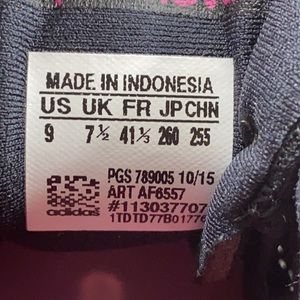 MADE IN INDONESIA
US UK FR JP CHN
9 7½ 41⅓ 260 255
PGS 789005 10/15
ART AF6557
#113037707
adidas 1TDTD77B01770